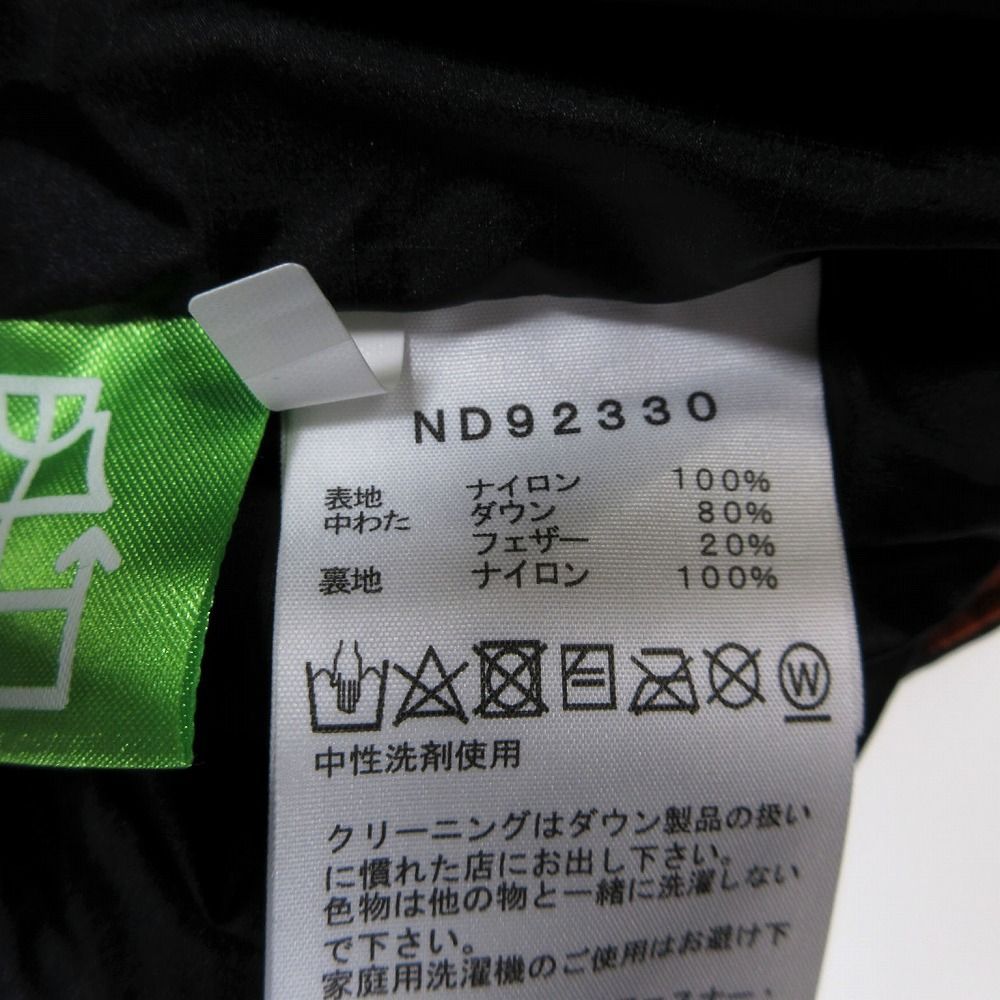 ND92330
表地 ナイロン 100%
中わた ダウン 80%
フェザー 20%
裏地 ナイロン 100%
W
中性洗剤使用
クリーニングはダウン製品の扱い
に慣れた店にお出し下さい。
色物は他の物と一緒に洗濯しない
で下さい。
家庭用洗濯機のご使用はお避け下